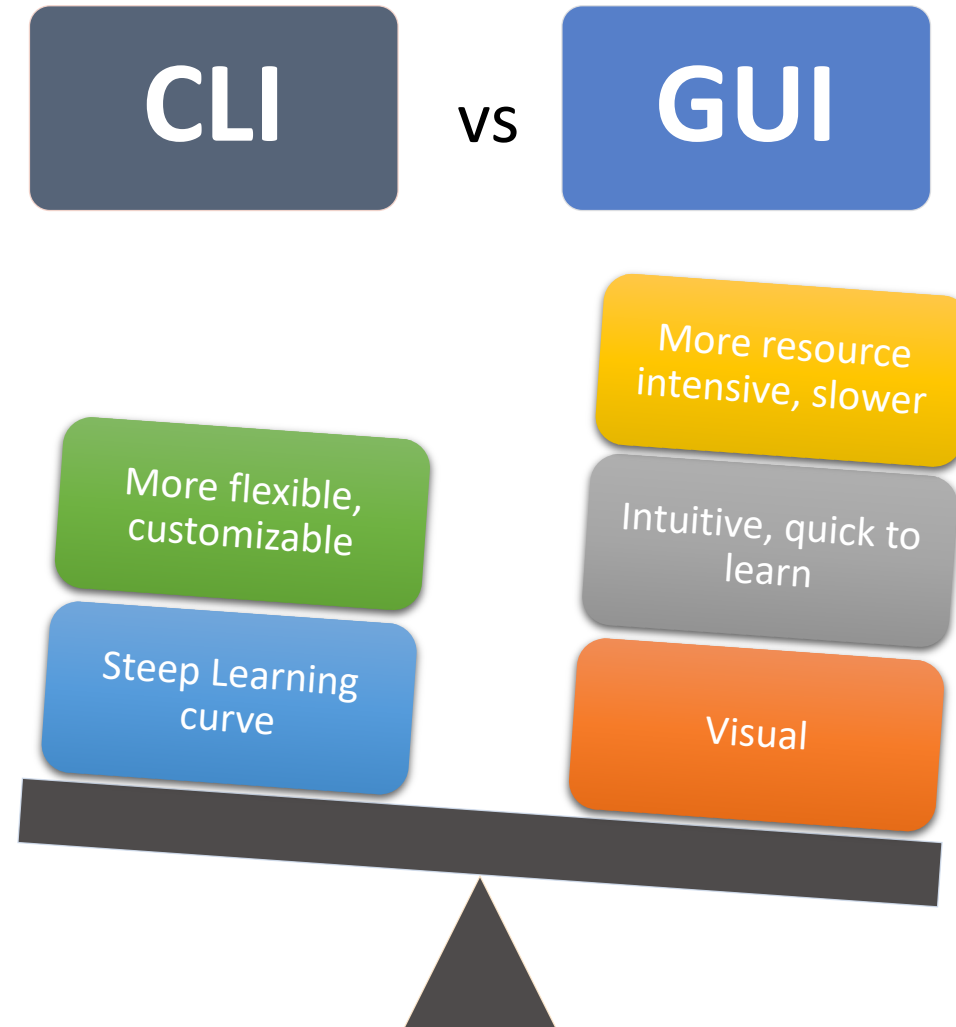 CLI
vs
GUI
More flexible,
customizable
Steep Learning
curve
More resource
intensive, slower
Intuitive, quick to
learn
Visual